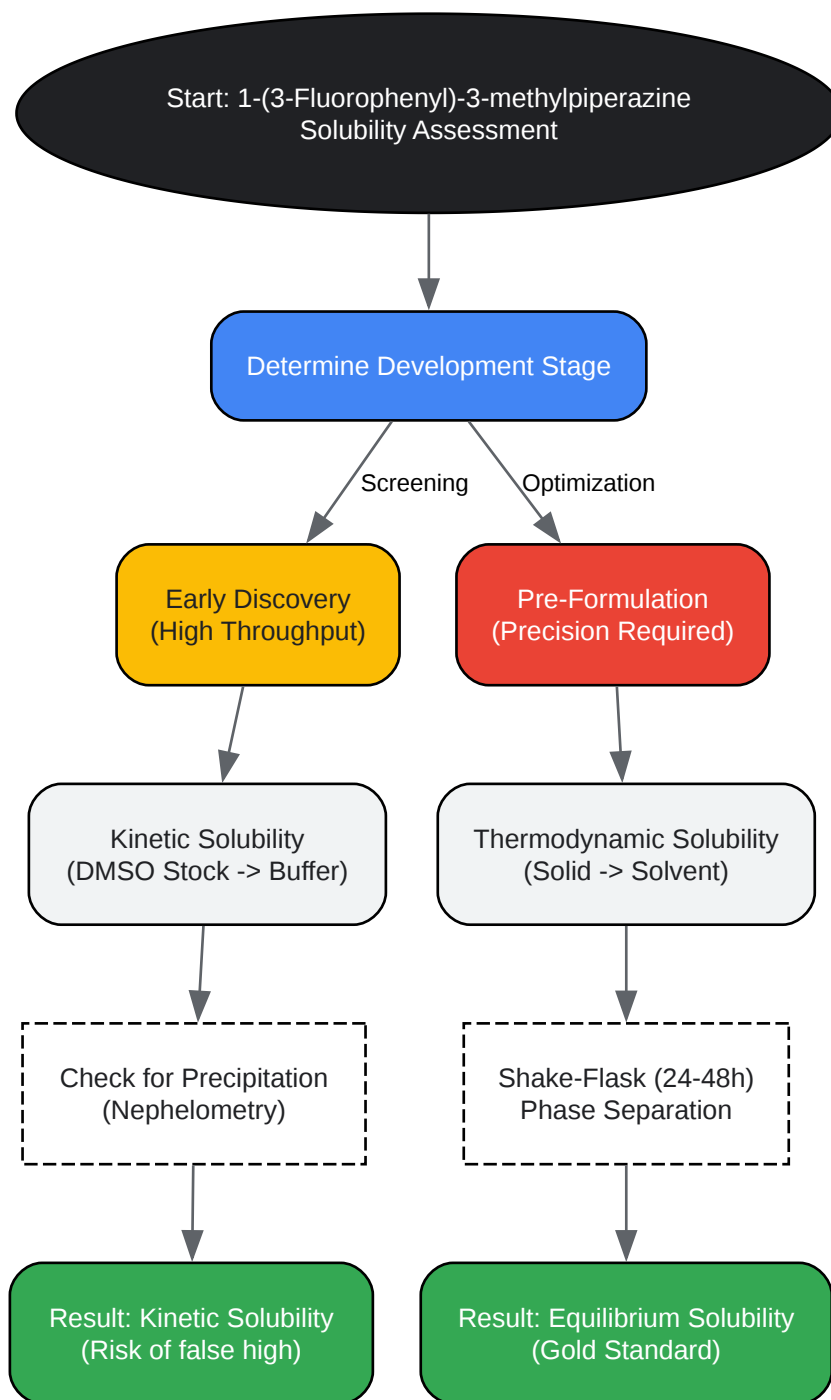 Start: 1-(3-Fluorophenyl)-3-methylpiperazine
Solubility Assessment
Determine Development Stage
Screening
Optimization
Early Discovery
(High Throughput)
Pre-Formulation
(Precision Required)
Kinetic Solubility
(DMSO Stock -> Buffer)
Thermodynamic Solubility
(Solid -> Solvent)
Check for Precipitation
(Nephelometry)
Shake-Flask (24-48h)
Phase Separation
Result: Kinetic Solubility
(Risk of false high)
Result: Equilibrium Solubility
(Gold Standard)